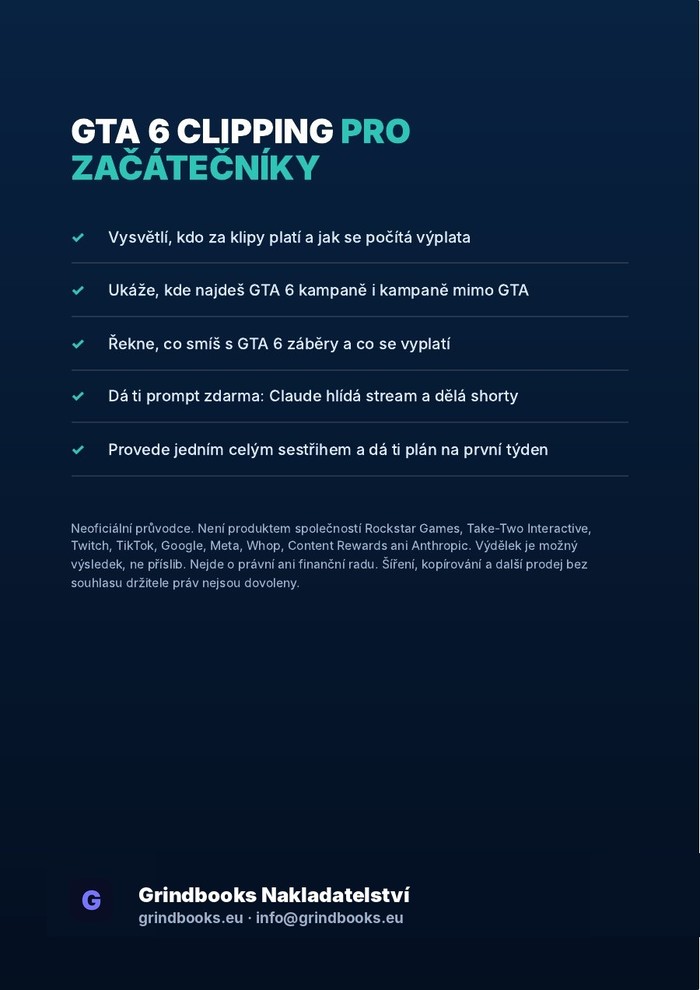 GTA 6 CLIPPING PRO
ZAČÁTEČNÍKY
Vysvětlí, kdo za klipy platí a jak se počítá výplata
Ukáže, kde najdeš GTA 6 kampaně i kampaně mimo GTA
Řekne, co smíš s GTA 6 záběry a co se vyplatí
Dá ti prompt zdarma: Claude hlídá stream a dělá shorty
Provede jedním celým sestřihem a dá ti plán na první týden
Neoficiální průvodce. Není produktem společností Rockstar Games, Take-Two Interactive,
Twitch, TikTok, Google, Meta, Whop, Content Rewards ani Anthropic. Výdělek je možný
výsledek, ne příslib. Nejde o právní ani finanční radu. Šíření, kopírování a další prodej bez
souhlasu držitele práv nejsou dovoleny.
G
Grindbooks Nakladatelství
grindbooks.eu · info@grindbooks.eu